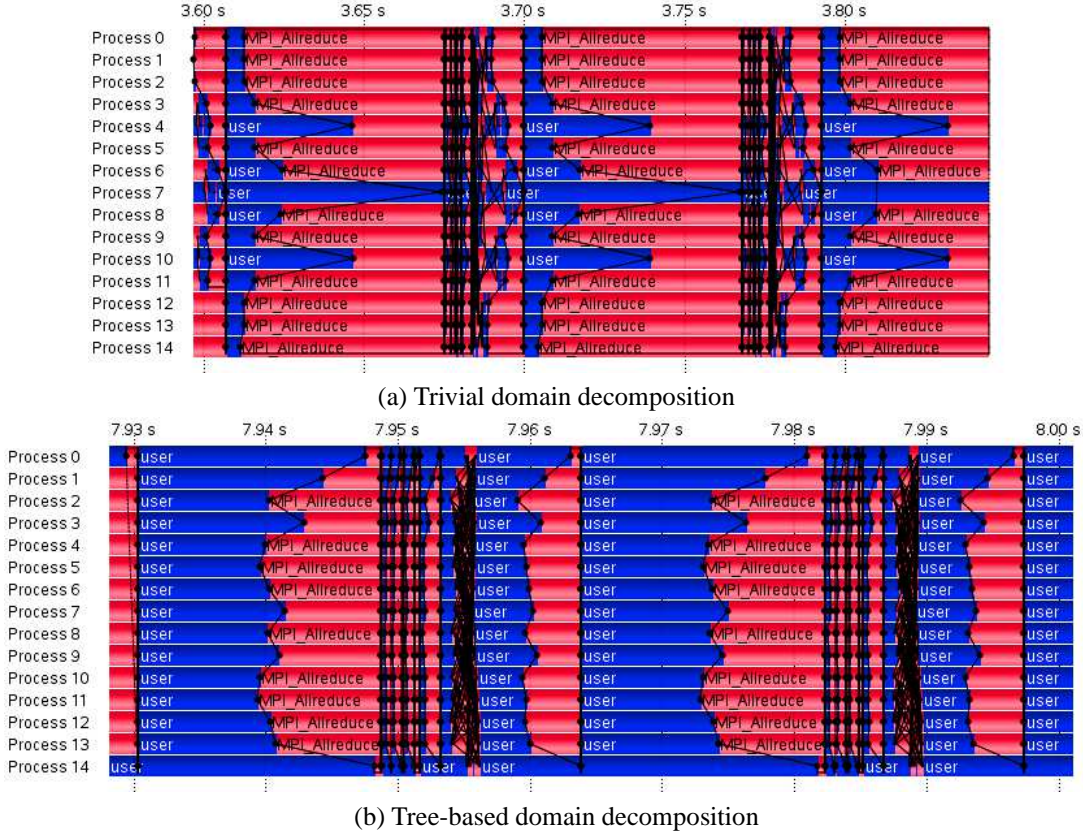 3.60 s 3.65 s 3.70 s 3.75 s 3.80 s
Process 0 MPI_Allreduce MPI_Allreduce MPI_Allreduce
Process 1 MPI_Allreduce MPI_Allreduce MPI_Allreduce
Process 2 MPI_Allreduce MPI_Allreduce MPI_Allreduce
Process 3 MPI_Allreduce MPI_Allreduce MPI_Allreduce
Process 4 user user user
Process 5 MPI_Allreduce MPI_Allreduce MPI_Allreduce
Process 6 user MPI_Allreduce user MPI_Allreduce user MPI_Allreduce
Process 7 user user user
Process 8 user MPI_Allreduce user MPI_Allreduce user MPI_Allreduce
Process 9 MPI_Allreduce MPI_Allreduce MPI_Allreduce
Process 10 user user user
Process 11 MPI_Allreduce MPI_Allreduce MPI_Allreduce
Process 12 MPI_Allreduce MPI_Allreduce MPI_Allreduce
Process 13 MPI_Allreduce MPI_Allreduce MPI_Allreduce
Process 14 MPI_Allreduce MPI_Allreduce MPI_Allreduce
(a) Trivial domain decomposition
7.93 s 7.94 s 7.95 s 7.96 s 7.97 s 7.98 s 7.99 s 8.00 s
Process 0 user user user user user
Process 1 user user user user user
Process 2 user MPI_Allreduce user user MPI_Allreduce user user
Process 3 user user user user user
Process 4 user MPI_Allreduce user user MPI_Allreduce user user
Process 5 user MPI_Allreduce user user MPI_Allreduce user user
Process 6 user MPI_Allreduce user user MPI_Allreduce user user
Process 7 user user user user user
Process 8 user MPI_Allreduce user user MPI_Allreduce user user
Process 9 user user user user user
Process 10 user MPI_Allreduce user user MPI_Allreduce user user
Process 11 user MPI_Allreduce user user MPI_Allreduce user user
Process 12 user MPI_Allreduce user user MPI_Allreduce user user
Process 13 user MPI_Allreduce user user MPI_Allreduce user user
Process 14 user user user user user user
(b) Tree-based domain decomposition